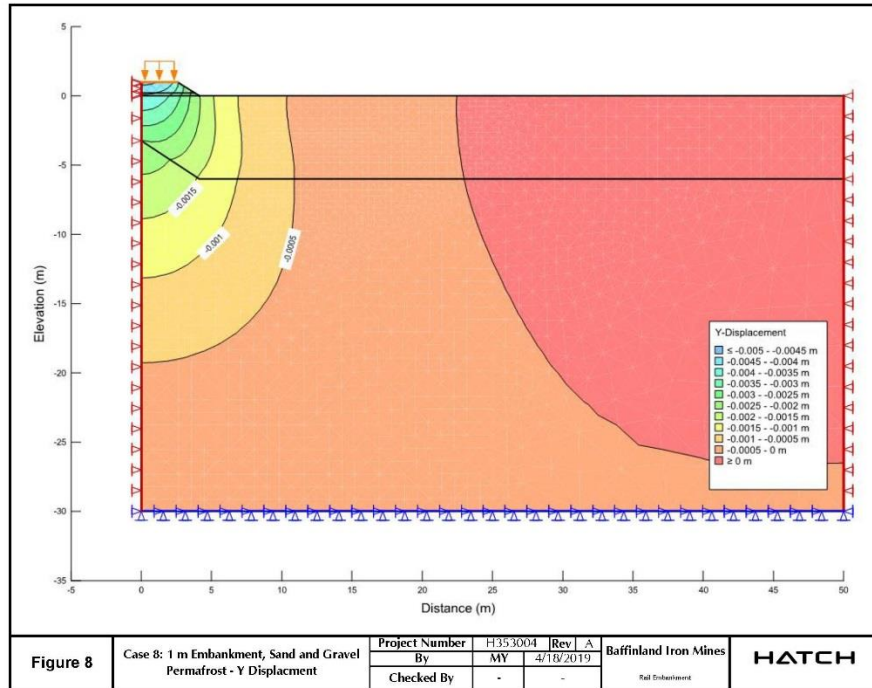 5
0
-5
-10
-15
-20
-25
-30
-35
Elevation (m)
-0.0015
-0.001
-0.0005
Y-Displacement
≤ -0.005 - -0.0045 m
-0.0045 - -0.004 m
-0.004 - -0.0035 m
-0.0035 - -0.003 m
-0.003 - -0.0025 m
-0.0025 - -0.002 m
-0.002 - -0.0015 m
-0.0015 - -0.001 m
-0.001 - -0.0005 m
-0.0005 - 0 m
≥ 0 m
-5 0 5 10 15 20 25 30 35 40 45 50
Distance (m)
Figure 8
Case 8: 1 m Embankment, Sand and Gravel
Permafrost - Y Displacment
Project Number H353004 Rev A
By MY 4/18/2019
Checked By - -
Baffinland Iron Mines
Rail Embankment
HATCH